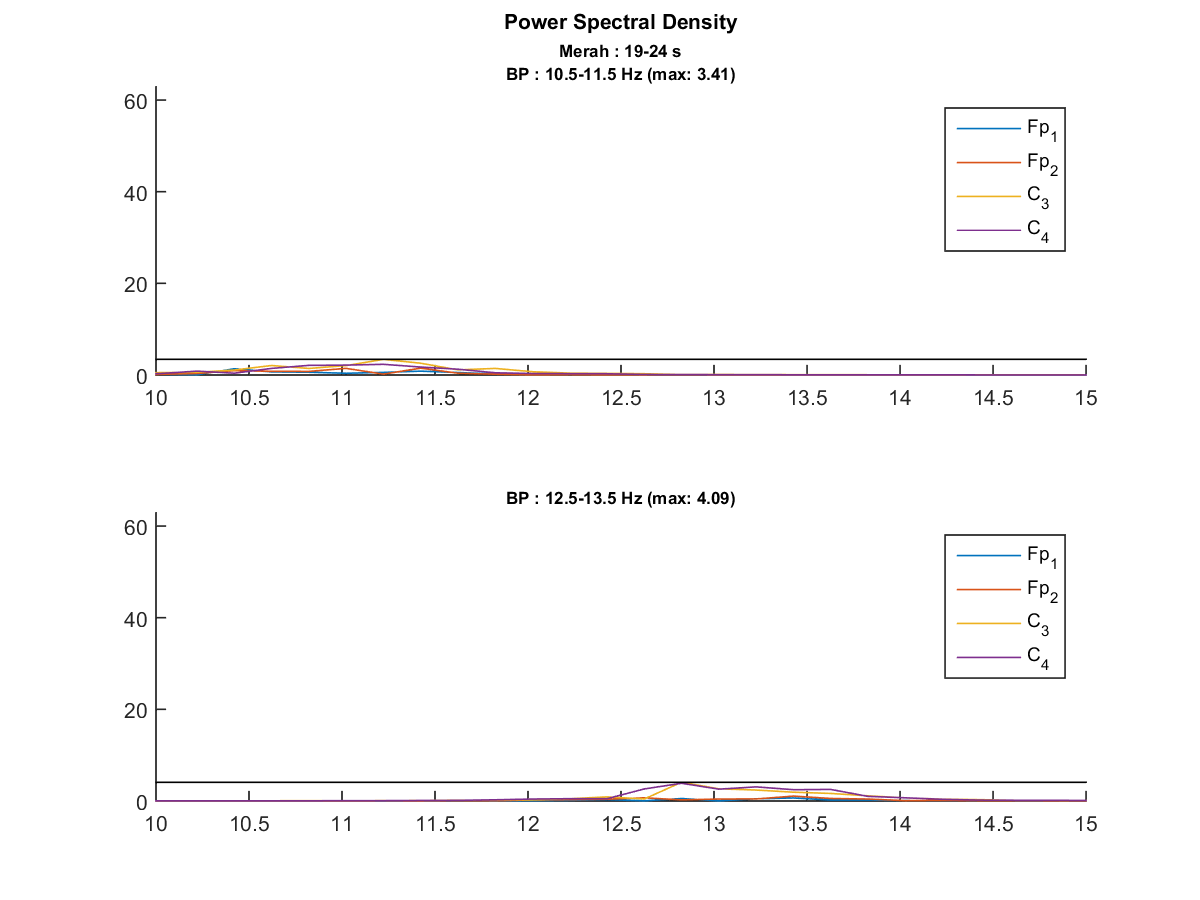 Power Spectral Density
Merah : 19-24 s
BP : 10.5-11.5 Hz (max: 3.41)
60
40
20
0
10 10.5 11 11.5 12 12.5 13 13.5 14 14.5 15
Fp1
Fp2
C3
C4
BP : 12.5-13.5 Hz (max: 4.09)
60
40
20
0
10 10.5 11 11.5 12 12.5 13 13.5 14 14.5 15
Fp1
Fp2
C3
C4